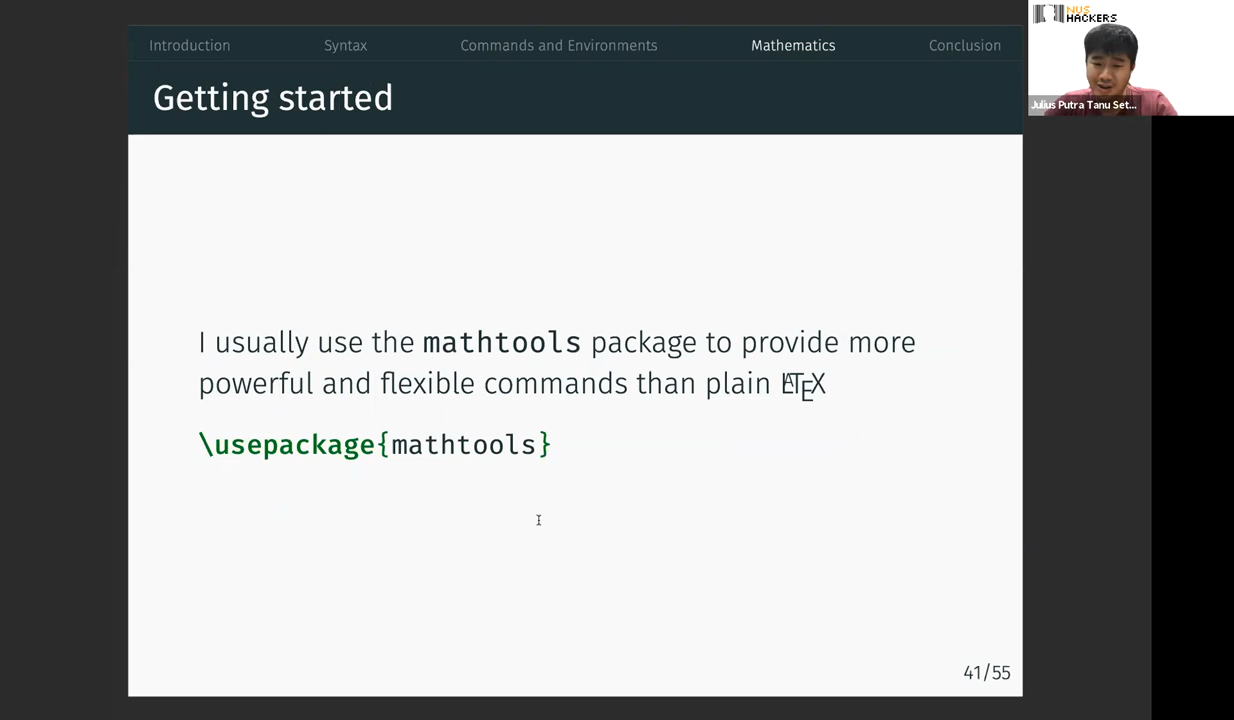 Introduction Syntax Commands and Environments Mathematics Conclusion
Getting started
I usually use the mathtools package to provide more
powerful and flexible commands than plain LATEX
\usepackage{mathtools}
41/55
NUS
HACKERS
Julius Putra Tanu Set...